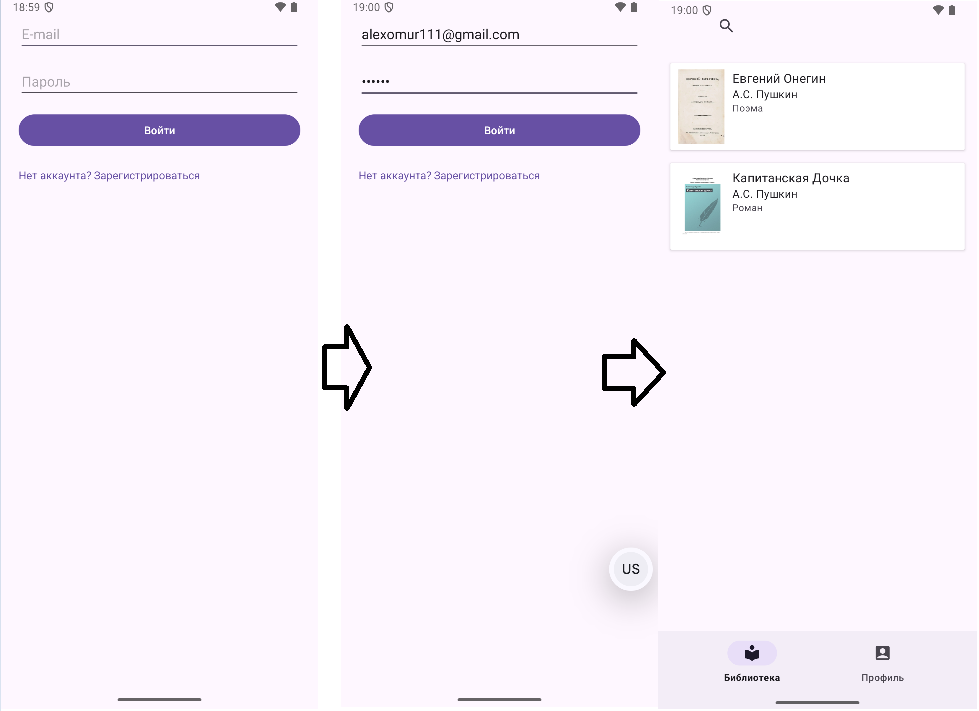 18:59
E-mail
Пароль
Войти
Нет аккаунта? Зарегистрироваться
19:00
alexomur111@gmail.com
••••••
Войти
Нет аккаунта? Зарегистрироваться
US
19:00
Евгений Онегин
А.С. Пушкин
Поэма
Капитанская Дочка
А.С. Пушкин
Роман
Библиотека
Профиль